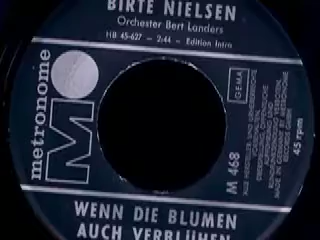 BIRTE NIELSEN
Orchester Bert Landers
HB 45-627 – 2:44 – Edition Intro
metronome
GEMA
M 468
45 rpm
WENN DIE BLUMEN
AUCH VERBLÜHEN